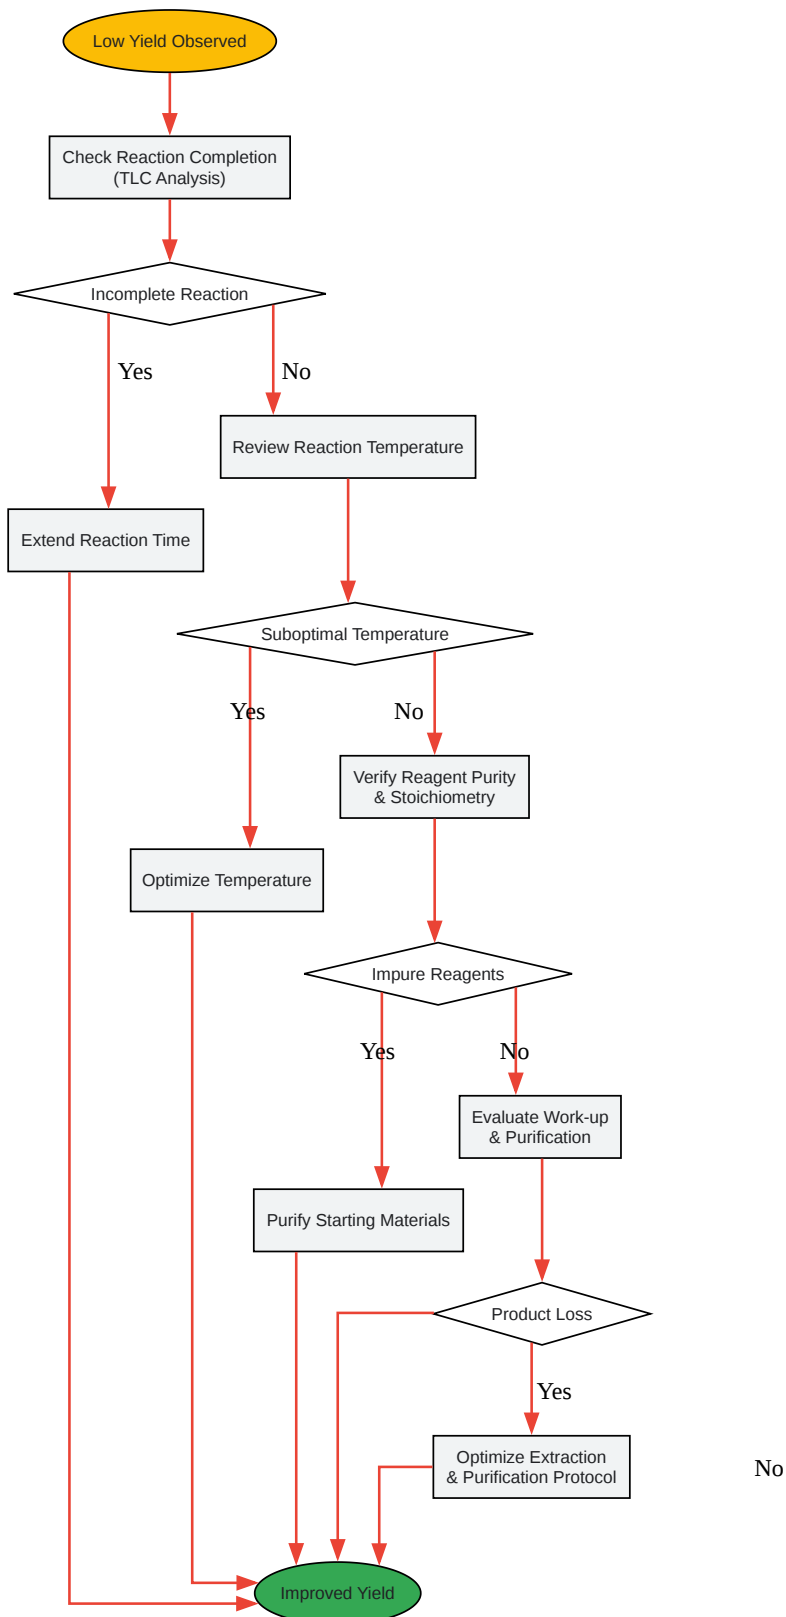 Low Yield Observed
Check Reaction Completion
(TLC Analysis)
Incomplete Reaction
Yes
No
Review Reaction Temperature
Extend Reaction Time
Suboptimal Temperature
Yes
No
Verify Reagent Purity
& Stoichiometry
Optimize Temperature
Impure Reagents
Yes
No
Evaluate Work-up
& Purification
Purify Starting Materials
Product Loss
Yes
Optimize Extraction
& Purification Protocol
No
Improved Yield